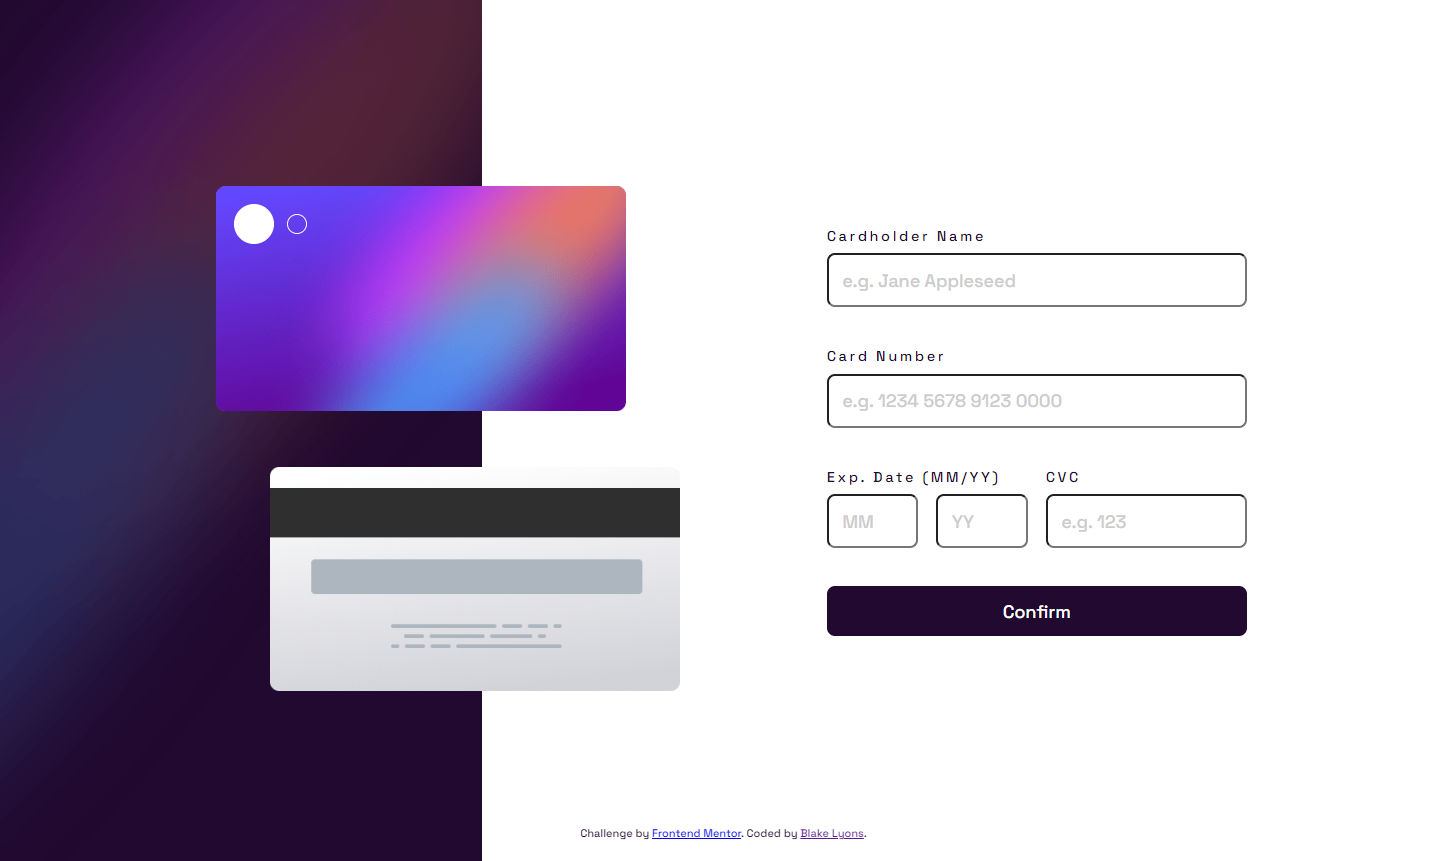 Cardholder Name
e.g. Jane Appleseed
Card Number
e.g. 1234 5678 9123 0000
Exp. Date (MM/YY) CVC
MM YY e.g. 123
Confirm
Challenge by Frontend Mentor. Coded by Blake Lyons.